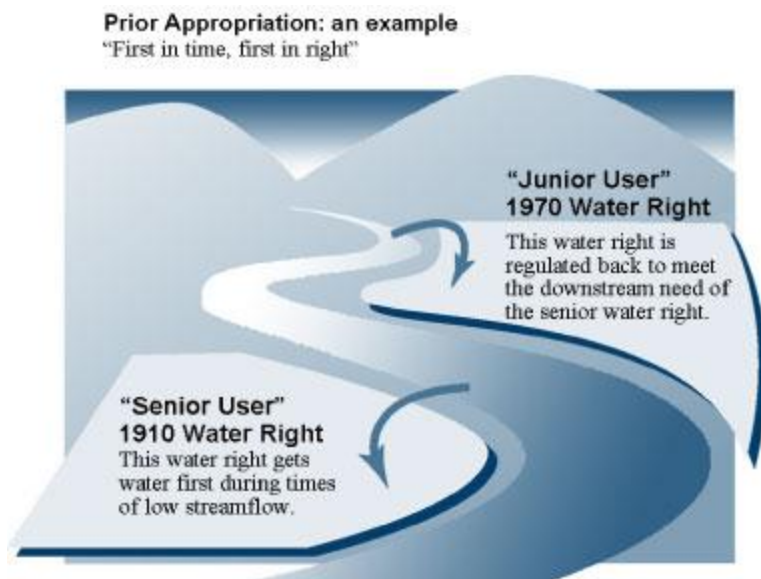 Prior Appropriation: an example
“First in time, first in right”
“Junior User”
1970 Water Right
This water right is
regulated back to meet
the downstream need of
the senior water right.
“Senior User”
1910 Water Right
This water right gets
water first during times
of low streamflow.